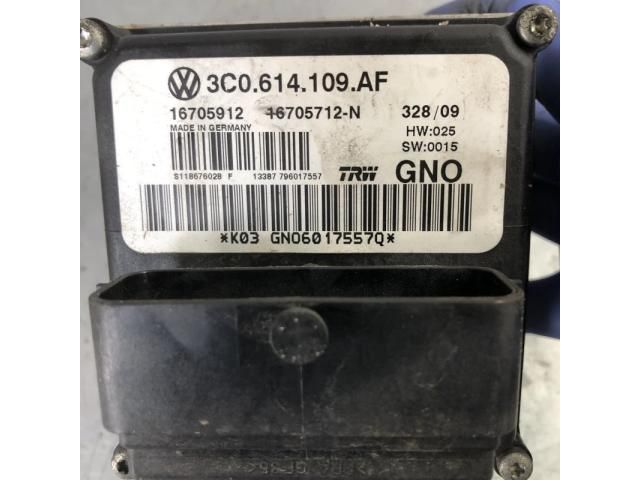 3C0.614.109.AF
16705912 16705712-N 328/09
MADE IN GERMANY HW:025
SW:0015
S118676028 F 13387 796017557 TRW GNO
*K03 GNO6017557Q*